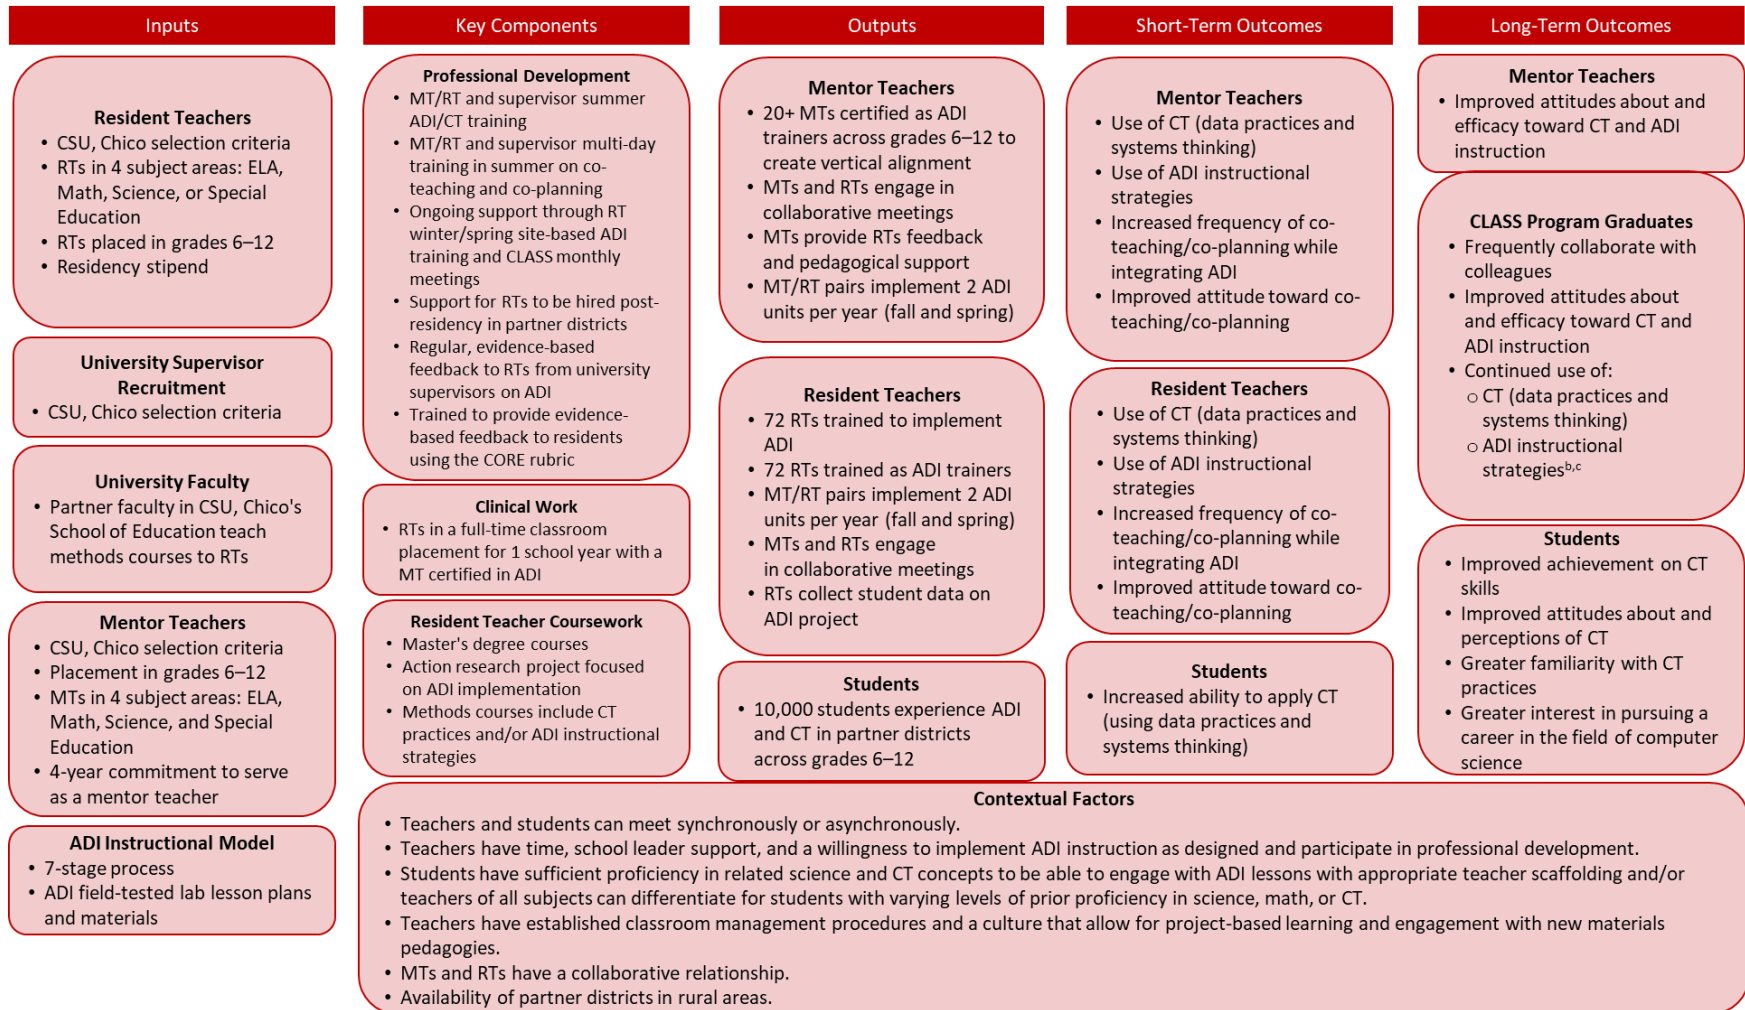 Inputs
Resident Teachers
• CSU, Chico selection criteria
• RTs in 4 subject areas: ELA,
Math, Science, or Special
Education
• RTs placed in grades 6–12
• Residency stipend
University Supervisor
Recruitment
• CSU, Chico selection criteria
University Faculty
• Partner faculty in CSU, Chico's
School of Education teach
methods courses to RTs
Mentor Teachers
• CSU, Chico selection criteria
• Placement in grades 6–12
• MTs in 4 subject areas: ELA,
Math, Science, and Special
Education
• 4-year commitment to serve
as a mentor teacher
ADI Instructional Model
• 7-stage process
• ADI field-tested lab lesson plans
and materials
Key Components
Professional Development
• MT/RT and supervisor summer
ADI/CT training
• MT/RT and supervisor multi-day
training in summer on co-
teaching and co-planning
• Ongoing support through RT
winter/spring site-based ADI
training and CLASS monthly
meetings
• Support for RTs to be hired post-
residency in partner districts
• Regular, evidence-based
feedback to RTs from university
supervisors on ADI
• Trained to provide evidence-
based feedback to residents
using the CORE rubric
Clinical Work
• RTs in a full-time classroom
placement for 1 school year with a
MT certified in ADI
Resident Teacher Coursework
• Master's degree courses
• Action research project focused
on ADI implementation
• Methods courses include CT
practices and/or ADI instructional
strategies
Outputs
Mentor Teachers
• 20+ MTs certified as ADI
trainers across grades 6–12 to
create vertical alignment
• MTs and RTs engage in
collaborative meetings
• MTs provide RTs feedback
and pedagogical support
• MT/RT pairs implement 2 ADI
units per year (fall and spring)
Resident Teachers
• 72 RTs trained to implement
ADI
• 72 RTs trained as ADI trainers
• MT/RT pairs implement 2 ADI
units per year (fall and spring)
• MTs and RTs engage
in collaborative meetings
• RTs collect student data on
ADI project
Students
• 10,000 students experience ADI
and CT in partner districts
across grades 6–12
Short-Term Outcomes
Mentor Teachers
• Use of CT (data practices and
systems thinking)
• Use of ADI instructional
strategies
• Increased frequency of co-
teaching/co-planning while
integrating ADI
• Improved attitude toward co-
teaching/co-planning
Resident Teachers
• Use of CT (data practices and
systems thinking)
• Use of ADI instructional
strategies
• Increased frequency of co-
teaching/co-planning while
integrating ADI
• Improved attitude toward co-
teaching/co-planning
Students
• Increased ability to apply CT
(using data practices and
systems thinking)
Long-Term Outcomes
Mentor Teachers
• Improved attitudes about and
efficacy toward CT and ADI
instruction
CLASS Program Graduates
• Frequently collaborate with
colleagues
• Improved attitudes about
and efficacy toward CT and
ADI instruction
• Continued use of:
o CT (data practices and
systems thinking)
o ADI instructional
strategies b,c
Students
• Improved achievement on CT
skills
• Improved attitudes about and
perceptions of CT
• Greater familiarity with CT
practices
• Greater interest in pursuing a
career in the field of computer
science
Contextual Factors
• Teachers and students can meet synchronously or asynchronously.
• Teachers have time, school leader support, and a willingness to implement ADI instruction as designed and participate in professional development.
• Students have sufficient proficiency in related science and CT concepts to be able to engage with ADI lessons with appropriate teacher scaffolding and/or
teachers of all subjects can differentiate for students with varying levels of prior proficiency in science, math, or CT.
• Teachers have established classroom management procedures and a culture that allow for project-based learning and engagement with new materials
pedagogies.
• MTs and RTs have a collaborative relationship.
• Availability of partner districts in rural areas.